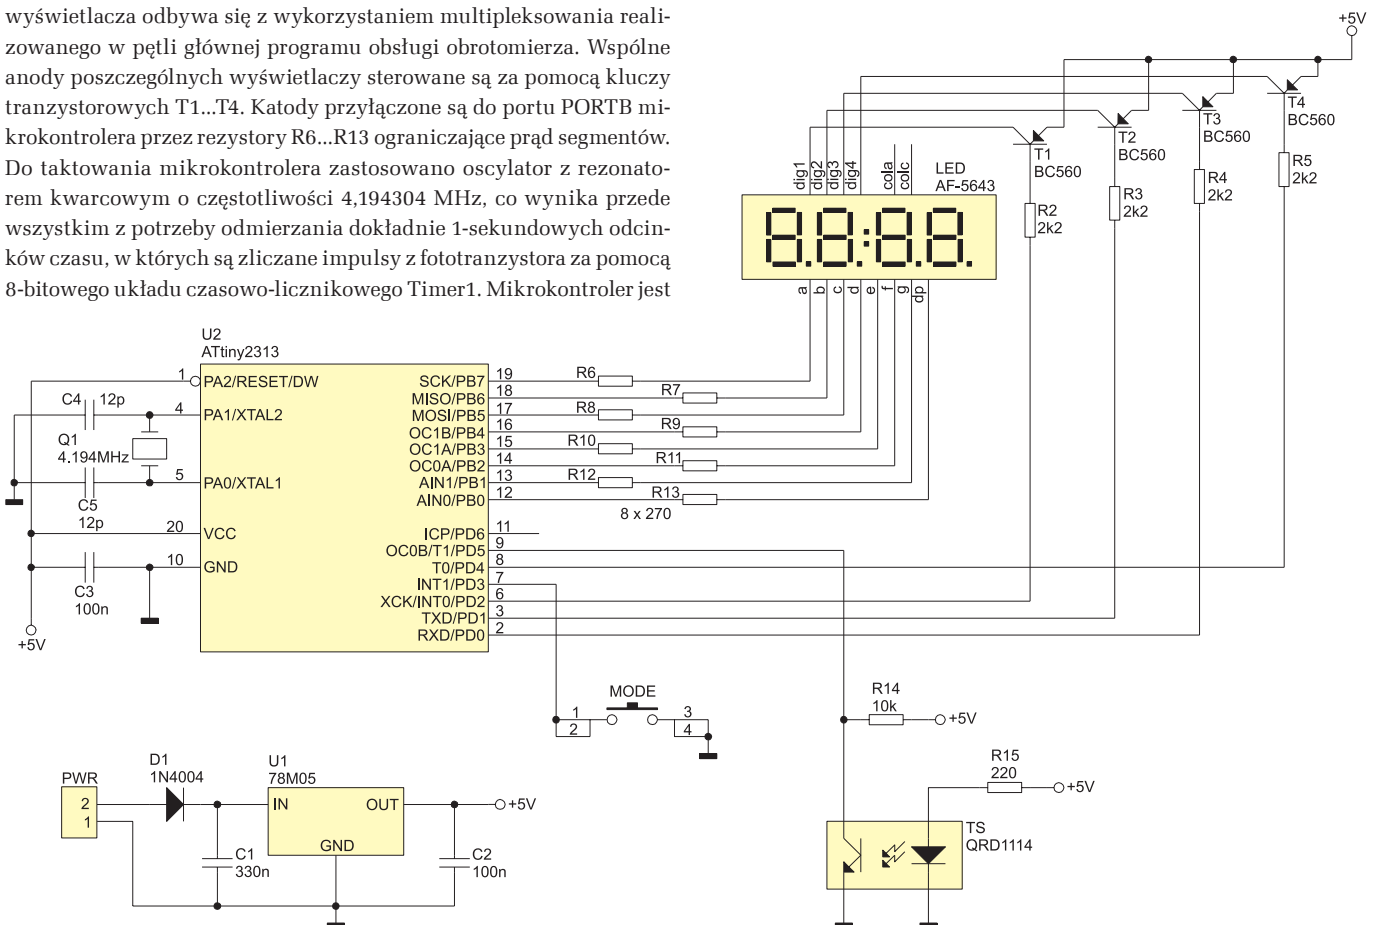 wyświetlacza odbywa się z wykorzystaniem multipleksowania reali-
zowanego w pętli głównej programu obsługi obrotomierza. Wspólne
anody poszczególnych wyświetlaczy sterowane są za pomocą kluczy
tranzystorowych T1...T4. Katody przyłączone są do portu PORTB mi-
krokontrolera przez rezystory R6...R13 ograniczające prąd segmentów.
Do taktowania mikrokontrolera zastosowano oscylator z rezonato-
rem kwarcowym o częstotliwości 4,194304 MHz, co wynika przede
wszystkim z potrzeby odmierzania dokładnie 1-sekundowych odcin-
ków czasu, w których są zliczane impulsy z fototranzystora za pomocą
8-bitowego układu czasowo-licznikowego Timer1. Mikrokontroler jest
+5V
T4
BC560
T3
BC560
T2
BC560
T1
BC560
R5
2k2
R4
2k2
R3
2k2
R2
2k2
dig1
dig2
dig3
dig4
cola
colc
LED
AF-5643
88:88.
a
b
c
d
e
f
g
dp
U2
ATtiny2313
1
PA2/RESET/DW
4
PA1/XTAL2
5
PA0/XTAL1
20
VCC
10
GND
SCK/PB7
19
MISO/PB6
18
MOSI/PB5
17
OC1B/PB4
16
OC1A/PB3
15
OC0A/PB2
14
AIN1/PB1
13
AIN0/PB0
12
ICP/PD6
11
OC0B/T1/PD5
9
T0/PD4
8
INT1/PD3
7
XCK/INT0/PD2
6
TXD/PD1
3
RXD/PD0
2
R6
R7
R8
R9
R10
R11
R12
R13
8 x 270
C4
12p
Q1
4.194MHz
C5
12p
C3
100n
+5V
MODE
1
2
3
4
R14
10k
+5V
R15
220
+5V
TS
QRD1114
PWR
2
1
D1
1N4004
U1
78M05
IN
OUT
GND
+5V
C1
330n
C2
100n